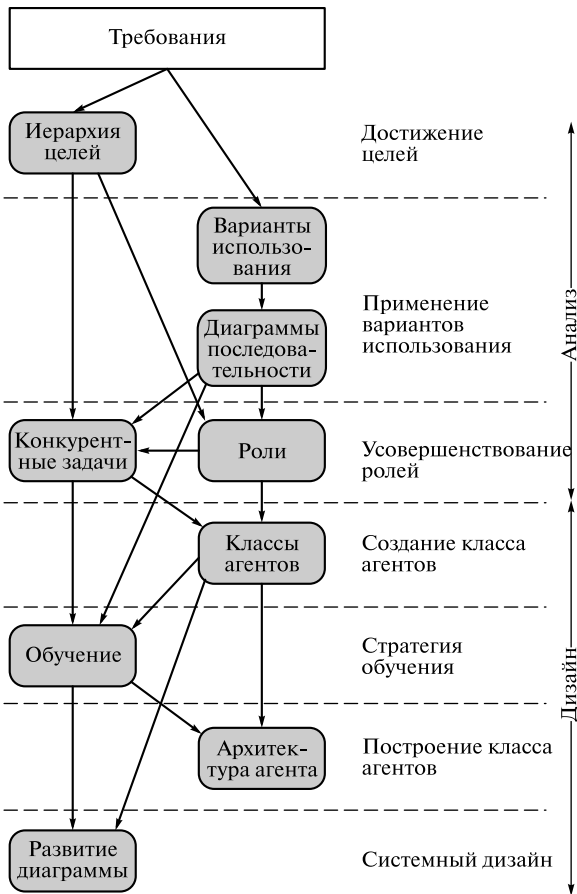 Требования
Иерархия
целей
Достижение
целей
Варианты
использо-
вания
Диаграммы
последова-
тельности
Применение
вариантов
использования
Анализ
Конкурент-
ные задачи
Роли
Усовершенствование
ролей
Классы
агентов
Создание класса
агентов
Обучение
Стратегия
обучения
Дизайн
Архитек-
тура агента
Построение класса
агентов
Развитие
диаграммы
Системный дизайн